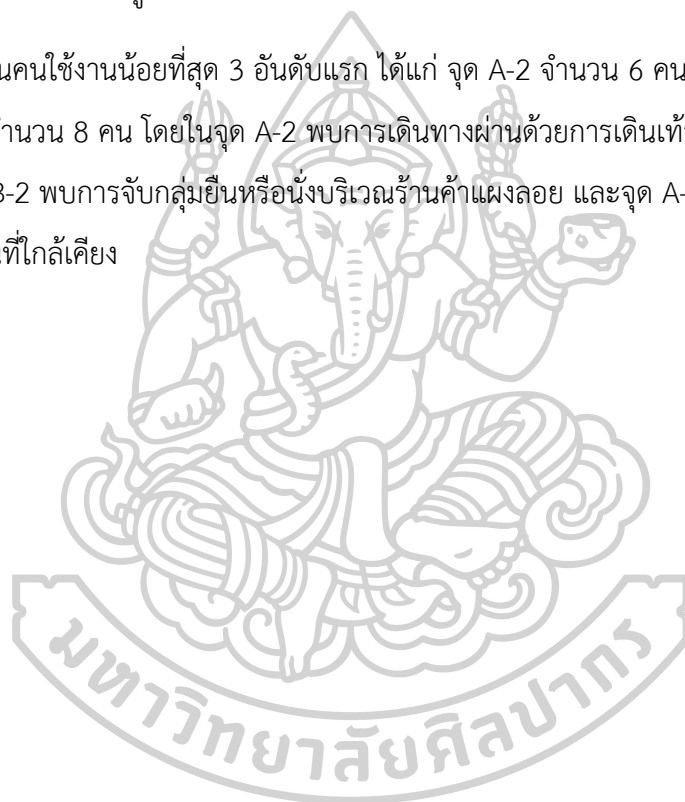 นคนใช้งานน้อยที่สุด 3 อันดับแรก ได้แก่ จุด A-2 จำนวน 6 คน
จำนวน 8 คน โดยในจุด A-2 พบการเดินทางผ่านด้วยการเดินเท้า
3-2 พบการจับกลุ่มยืนหรือนั่งบริเวณร้านค้าแผงลอย และจุด A-
ที่ใกล้เคียง
มหาวิทยาลัยศิลปากร